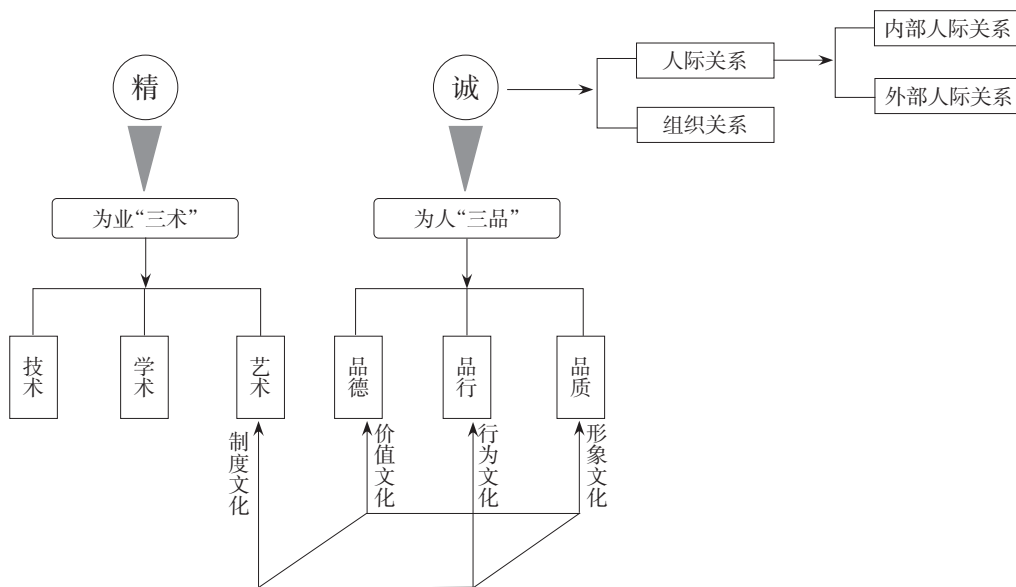 精
诚
人际关系
组织关系
内部人际关系
外部人际关系
为业“三术”
为人“三品”
技术
学术
艺术
品德
品行
品质
制度文化
价值文化
行为文化
形象文化